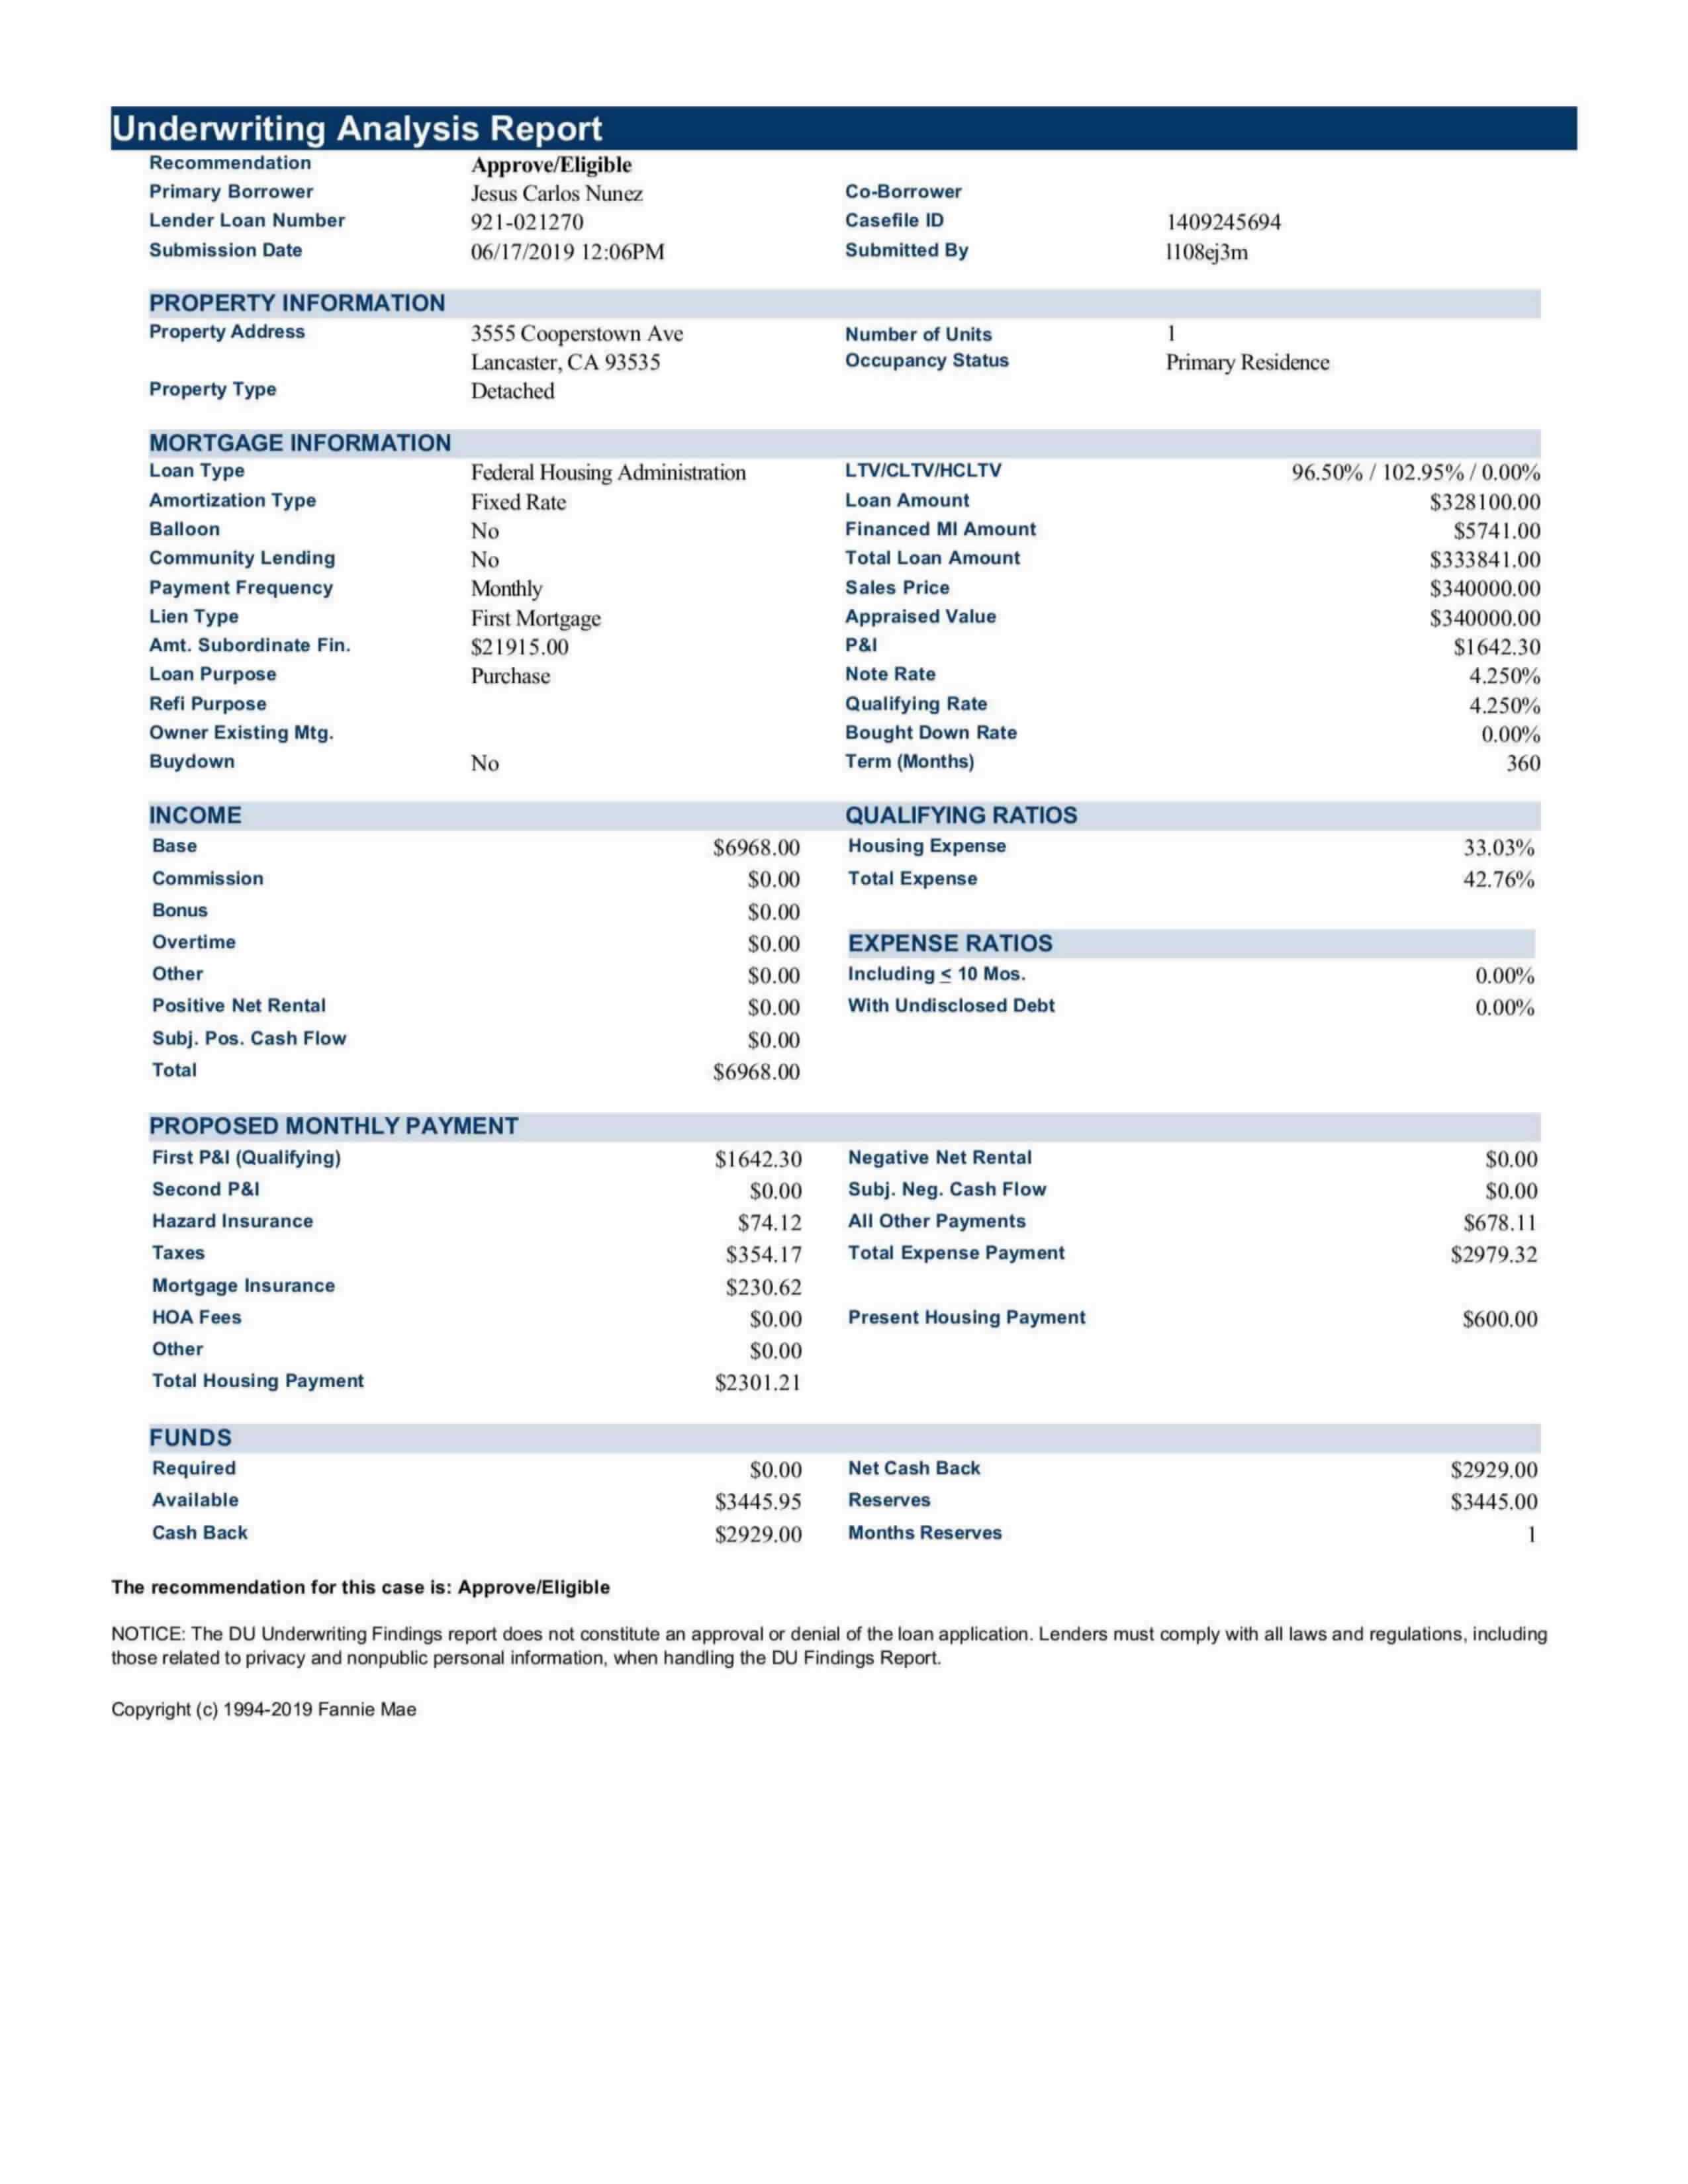 Underwriting Analysis Report
Recommendation Approve/Eligible
Primary Borrower Jesus Carlos Nunez Co-Borrower
Lender Loan Number 921-021270 Casefile ID 1409245694
Submission Date 06/17/2019 12:06PM Submitted By l108ej3m
PROPERTY INFORMATION
Property Address 3555 Cooperstown Ave Number of Units 1
Lancaster, CA 93535 Occupancy Status Primary Residence
Property Type Detached
MORTGAGE INFORMATION
Loan Type Federal Housing Administration LTV/CLTV/HCLTV 96.50% / 102.95% / 0.00%
Amortization Type Fixed Rate Loan Amount $328100.00
Balloon No Financed MI Amount $5741.00
Community Lending No Total Loan Amount $333841.00
Payment Frequency Monthly Sales Price $340000.00
Lien Type First Mortgage Appraised Value $340000.00
Amt. Subordinate Fin. $21915.00 P&I $1642.30
Loan Purpose Purchase Note Rate 4.250%
Refi Purpose Qualifying Rate 4.250%
Owner Existing Mtg. Bought Down Rate 0.00%
Buydown No Term (Months) 360
INCOME QUALIFYING RATIOS
Base $6968.00 Housing Expense 33.03%
Commission $0.00 Total Expense 42.76%
Bonus $0.00
Overtime $0.00 EXPENSE RATIOS
Other $0.00 Including ≤ 10 Mos. 0.00%
Positive Net Rental $0.00 With Undisclosed Debt 0.00%
Subj. Pos. Cash Flow $0.00
Total $6968.00
PROPOSED MONTHLY PAYMENT
First P&I (Qualifying) $1642.30 Negative Net Rental $0.00
Second P&I $0.00 Subj. Neg. Cash Flow $0.00
Hazard Insurance $74.12 All Other Payments $678.11
Taxes $354.17 Total Expense Payment $2979.32
Mortgage Insurance $230.62
HOA Fees $0.00 Present Housing Payment $600.00
Other $0.00
Total Housing Payment $2301.21
FUNDS
Required $0.00 Net Cash Back $2929.00
Available $3445.95 Reserves $3445.00
Cash Back $2929.00 Months Reserves 1
The recommendation for this case is: Approve/Eligible
NOTICE: The DU Underwriting Findings report does not constitute an approval or denial of the loan application. Lenders must comply with all laws and regulations, including
those related to privacy and nonpublic personal information, when handling the DU Findings Report.
Copyright (c) 1994-2019 Fannie Mae